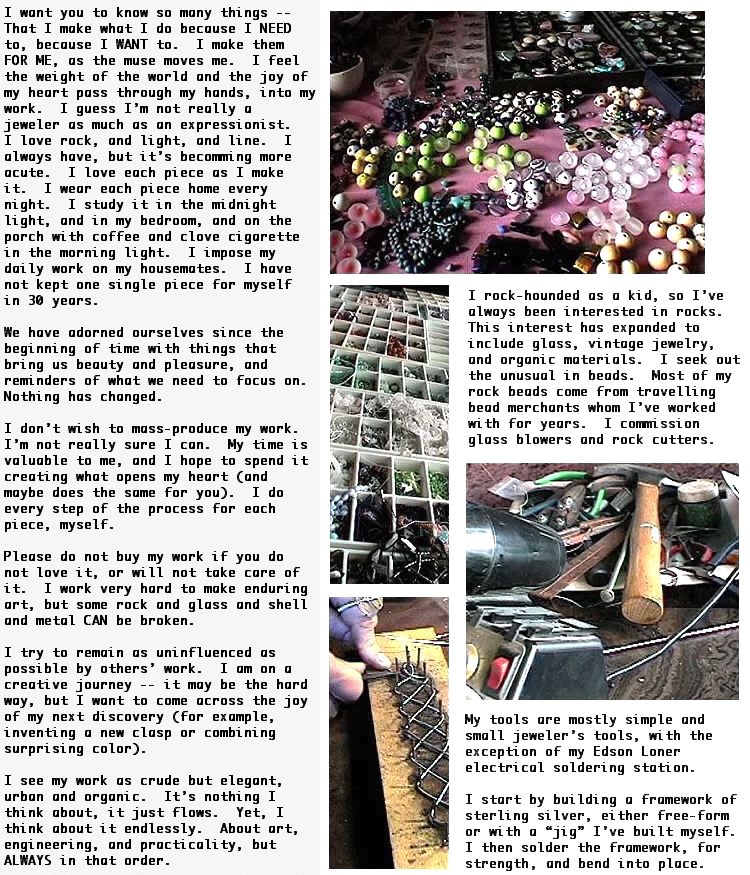 I want you to know so many things --
That I make what I do because I NEED
to, because I WANT to.  I make them
FOR ME, as the muse moves me.  I feel
the weight of the world and the joy of
my heart pass through my hands, into my
work.  I guess I'm not really a
jeweler as much as an expressionist.
I love rock, and light, and line.  I
always have, but it's becomming more
acute.  I love each piece as I make
it.  I wear each piece home every
night.  I study it in the midnight
light, and in my bedroom, and on the
porch with coffee and clove cigarette
in the morning light.  I impose my
daily work on my housemates.  I have
not kept one single piece for myself
in 30 years.
We have adorned ourselves since the
beginning of time with things that
bring us beauty and pleasure, and
reminders of what we need to focus on.
Nothing has changed.
I don't wish to mass-produce my work.
I'm not really sure I can.  My time is
valuable to me, and I hope to spend it
creating what opens my heart (and
maybe does the same for you).  I do
every step of the process for each
piece, myself.
Please do not buy my work if you do
not love it, or will not take care of
it.  I work very hard to make enduring
art, but some rock and glass and shell
and metal CAN be broken.
I try to remain as uninfluenced as
possible by others' work.  I am on a
creative journey -- it may be the hard
way, but I want to come across the joy
of my next discovery (for example,
inventing a new clasp or combining
surprising color).
I see my work as crude but elegant,
urban and organic.  It's nothing I
think about, it just flows.  Yet, I
think about it endlessly.  About art,
engineering, and practicality, but
ALWAYS in that order.
I rock-hounded as a kid, so I've
always been interested in rocks.
This interest has expanded to
include glass, vintage jewelry,
and organic materials.  I seek out
the unusual in beads.  Most of my
rock beads come from travelling
bead merchants whom I've worked
with for years.  I commission
glass blowers and rock cutters.
My tools are mostly simple and
small jeweler's tools, with the
exception of my Edson Loner
electrical soldering station.
I start by building a framework of
sterling silver, either free-form
or with a “jig” I've built myself.
I then solder the framework, for
strength, and bend into place.